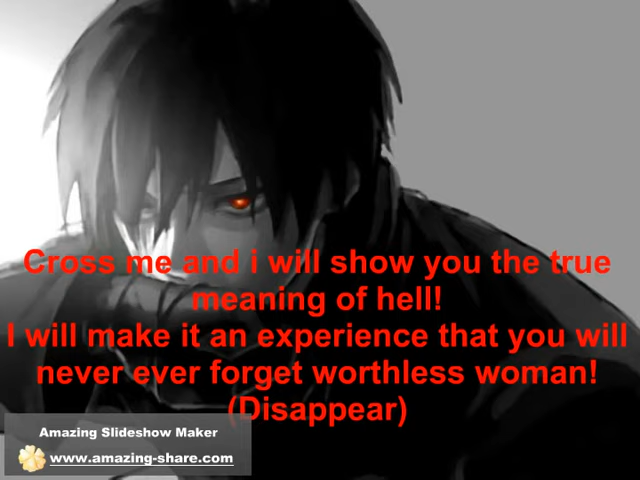 Cross me and i will show you the true
meaning of hell!
I will make it an experience that you will
never ever forget worthless woman!
(Disappear)
Amazing Slideshow Maker
www.amazing-share.com